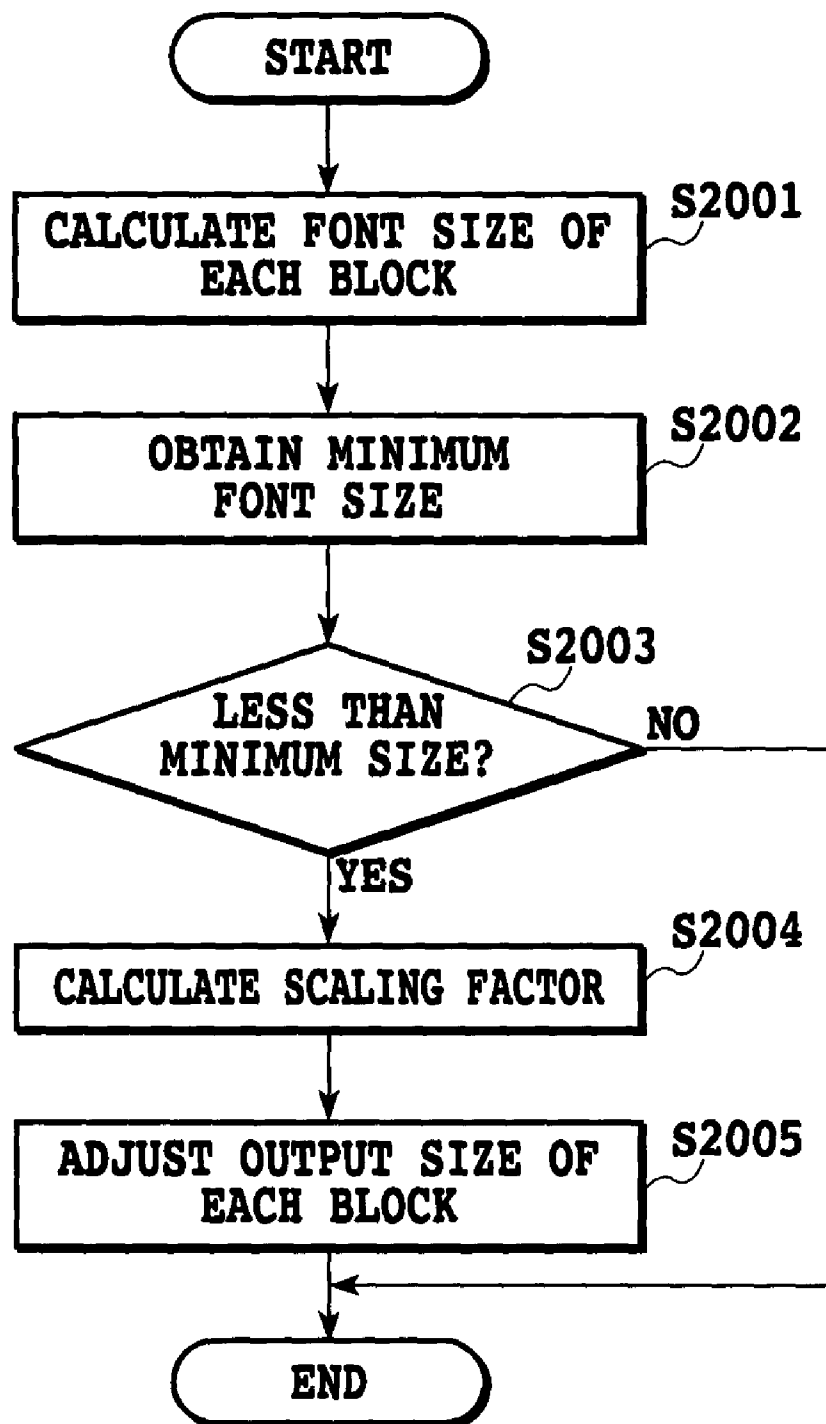 START
S2001
CALCULATE FONT SIZE OF
EACH BLOCK
S2002
OBTAIN MINIMUM
FONT SIZE
S2003
LESS THAN
MINIMUM SIZE?
NO
YES
S2004
CALCULATE SCALING FACTOR
S2005
ADJUST OUTPUT SIZE OF
EACH BLOCK
END